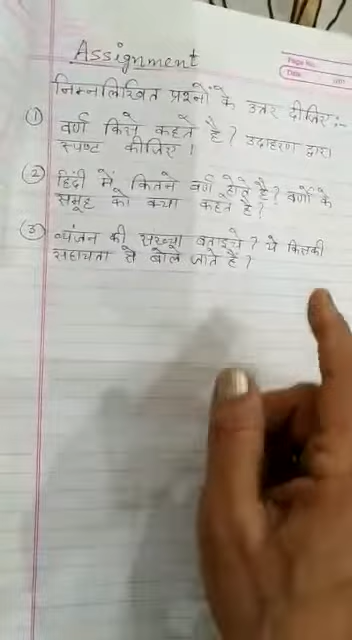 Assignment
Page No.
Date
निम्नलिखित प्रश्नों के उत्तर दीजिए:-
① वर्ण किसे कहते है? उदाहरण द्वारा
स्पष्ट कीजिए।
② हिंदी में कितने वर्ण होते है? वर्णों के
समूह को क्या कहते है?
③ व्यंजन की संख्या बताइये? ये किसकी
सहायता से बोले जाते है?